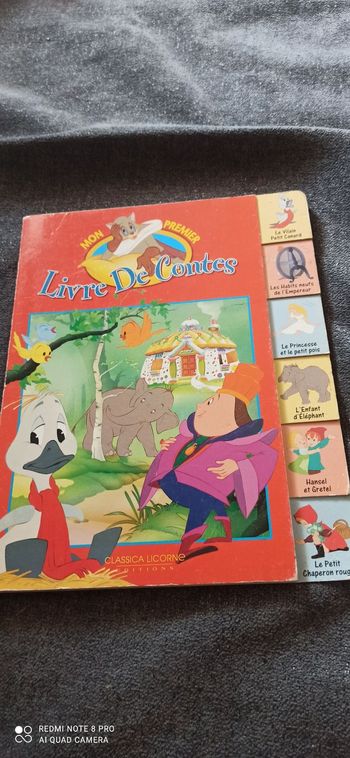 MON PREMIER
Livre De Contes
Le Vilain
Petit Canard
Les Habits neufs
de l'Empereur
La Princesse
et le petit pois
L'Enfant
d'Éléphant
Hansel
et Gretel
Le Petit
Chaperon roug
CLASSICA LICORNE
EDITIONS
REDMI NOTE 8 PRO
AI QUAD CAMERA